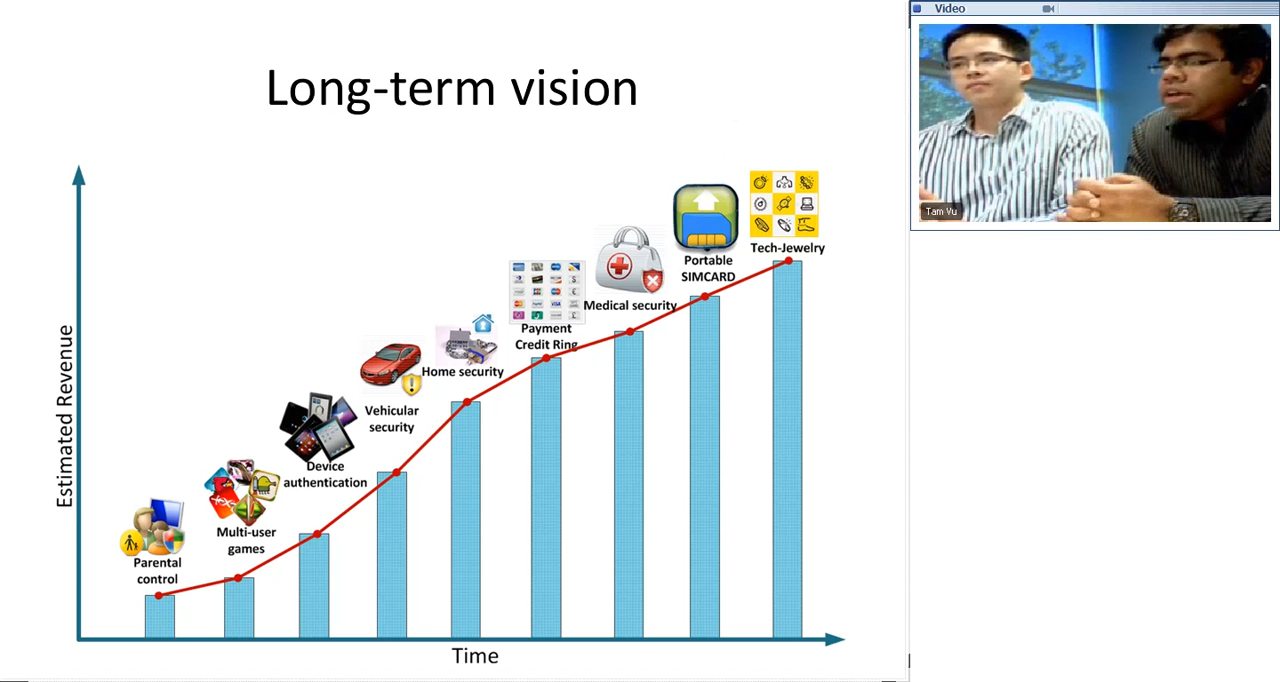 Long-term vision
Video
Tam Vu
Tech-Jewelry
Portable
SIMCARD
Medical security
Payment
Credit Ring
Home security
Vehicular
security
Device
authentication
Multi-user
games
Parental
control
Estimated Revenue
Time